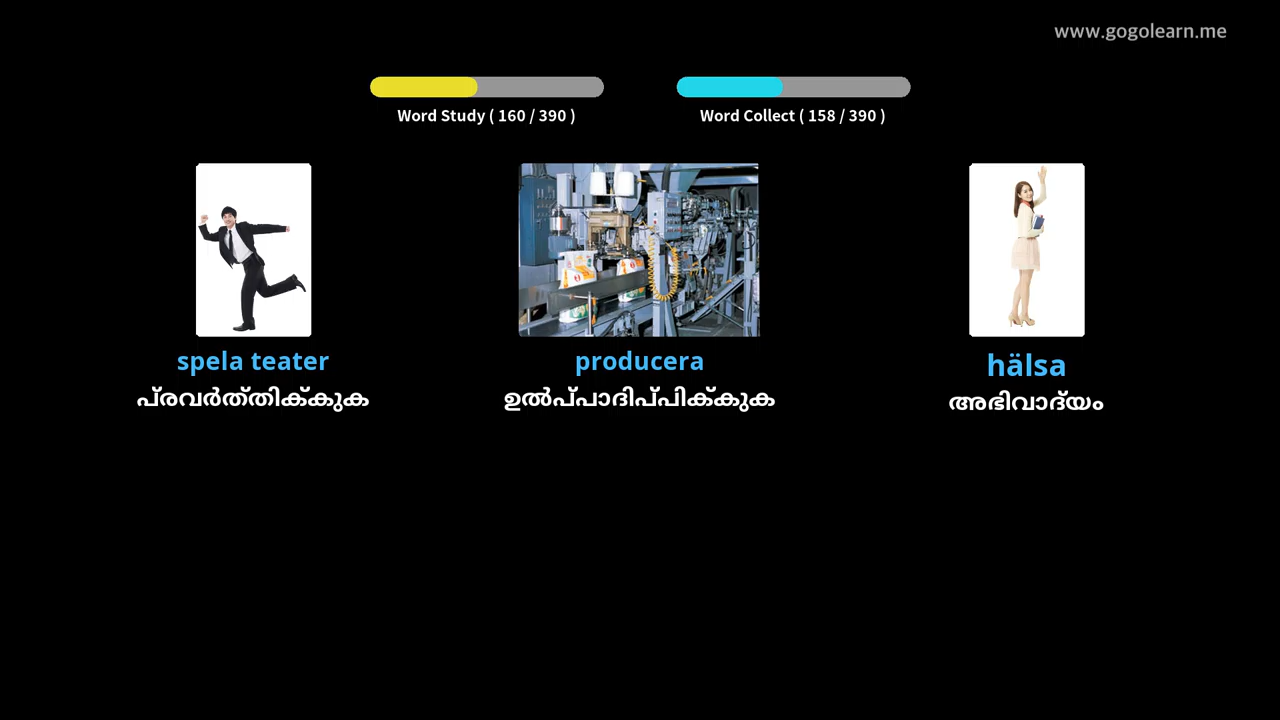 www.gogolearn.me
Word Study ( 160 / 390 )
Word Collect ( 158 / 390 )
spela teater
producera
hälsa
പ്രവർത്തിക്കുക
ഉൽപ്പാദിപ്പിക്കുക
അഭിവാദ്യം